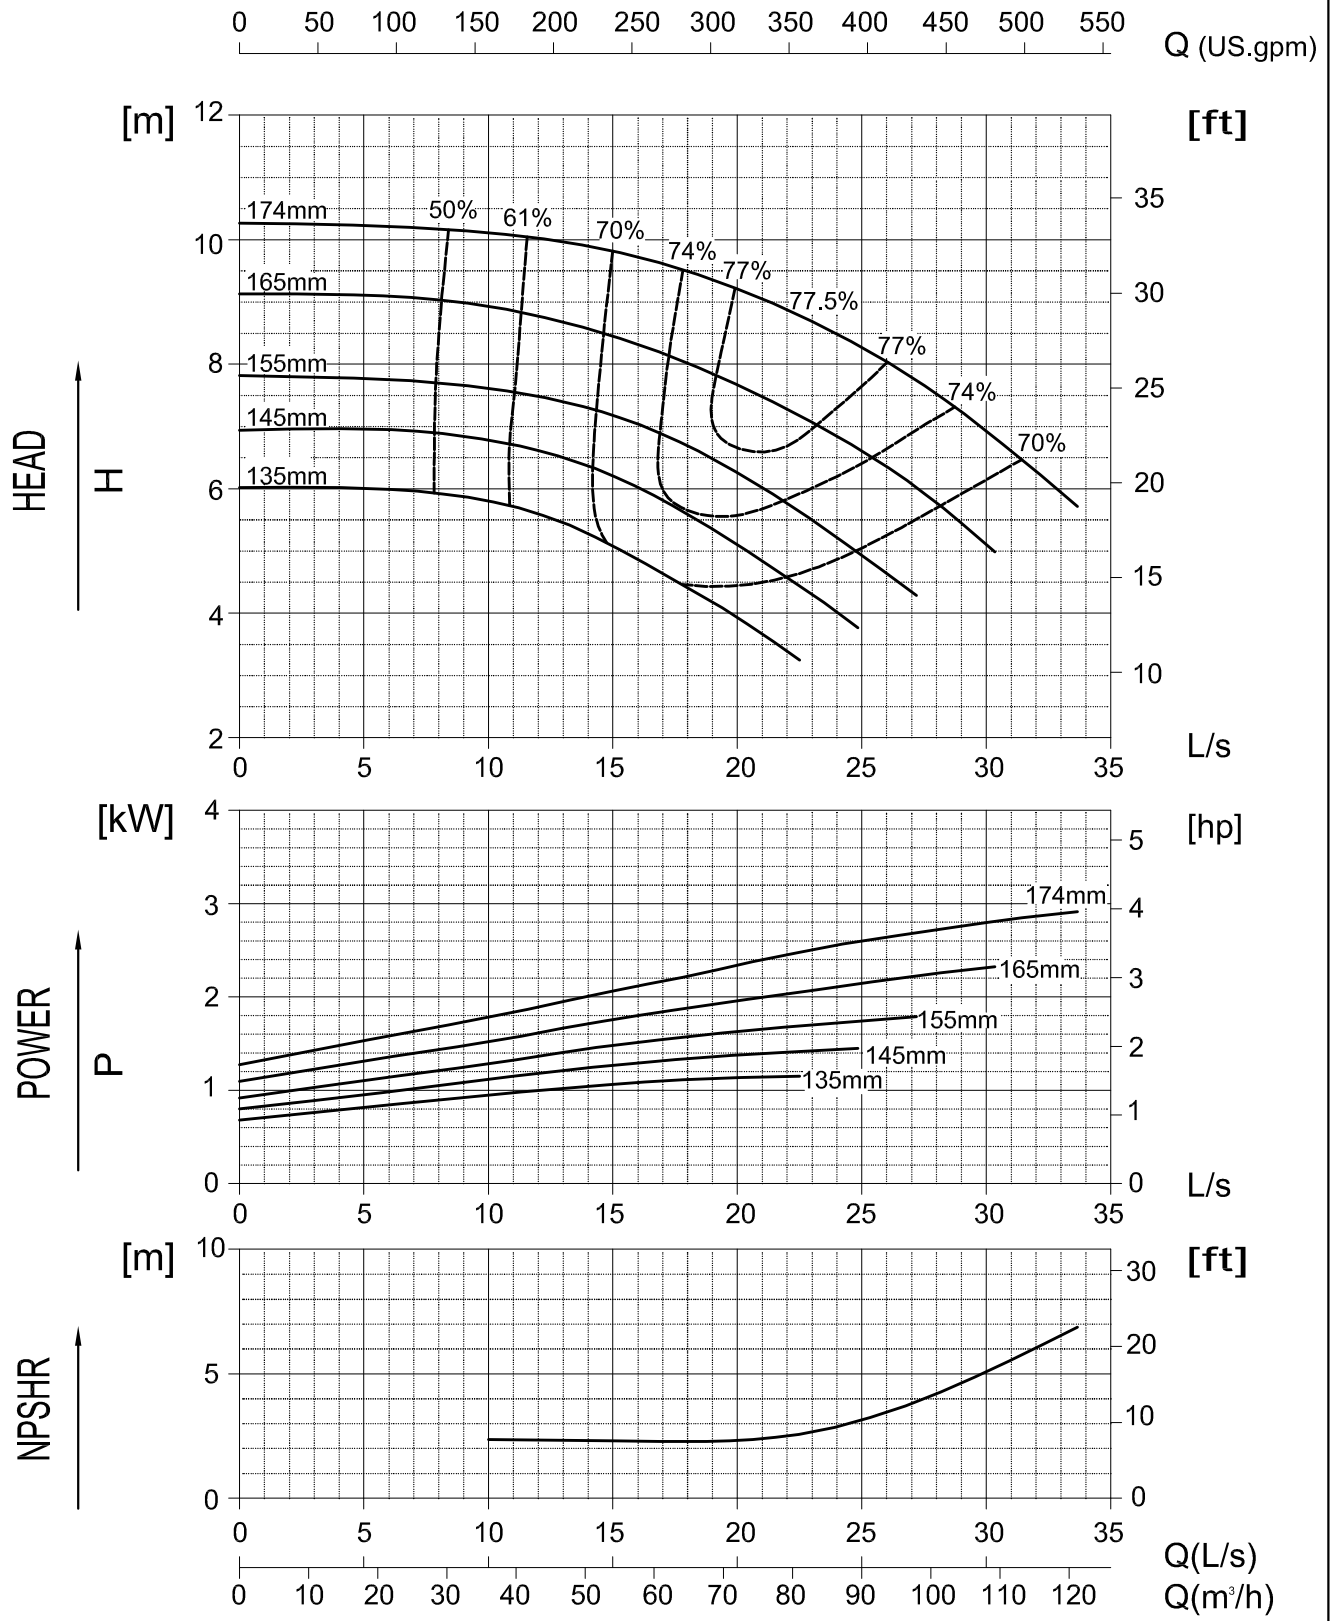 0 50 100 150 200 250 300 350 400 450 500 550
Q (US.gpm)
[m] 12 [ft]
10
8
6
4
2
35
30
25
20
15
10
HEAD
H
174mm 50% 61% 70% 74% 77% 77.5% 77% 74% 70%
165mm
155mm
145mm
135mm
0 5 10 15 20 25 30 35 L/s
[kW] 4 [hp]
3
2
1
0
5
4
3
2
1
0
POWER
P
174mm
165mm
155mm
145mm
135mm
0 5 10 15 20 25 30 35 L/s
[m] 10 [ft]
5
0
30
20
10
0
NPSHR
0 5 10 15 20 25 30 35
Q(L/s)
0 10 20 30 40 50 60 70 80 90 100 110 120 Q(m³/h)